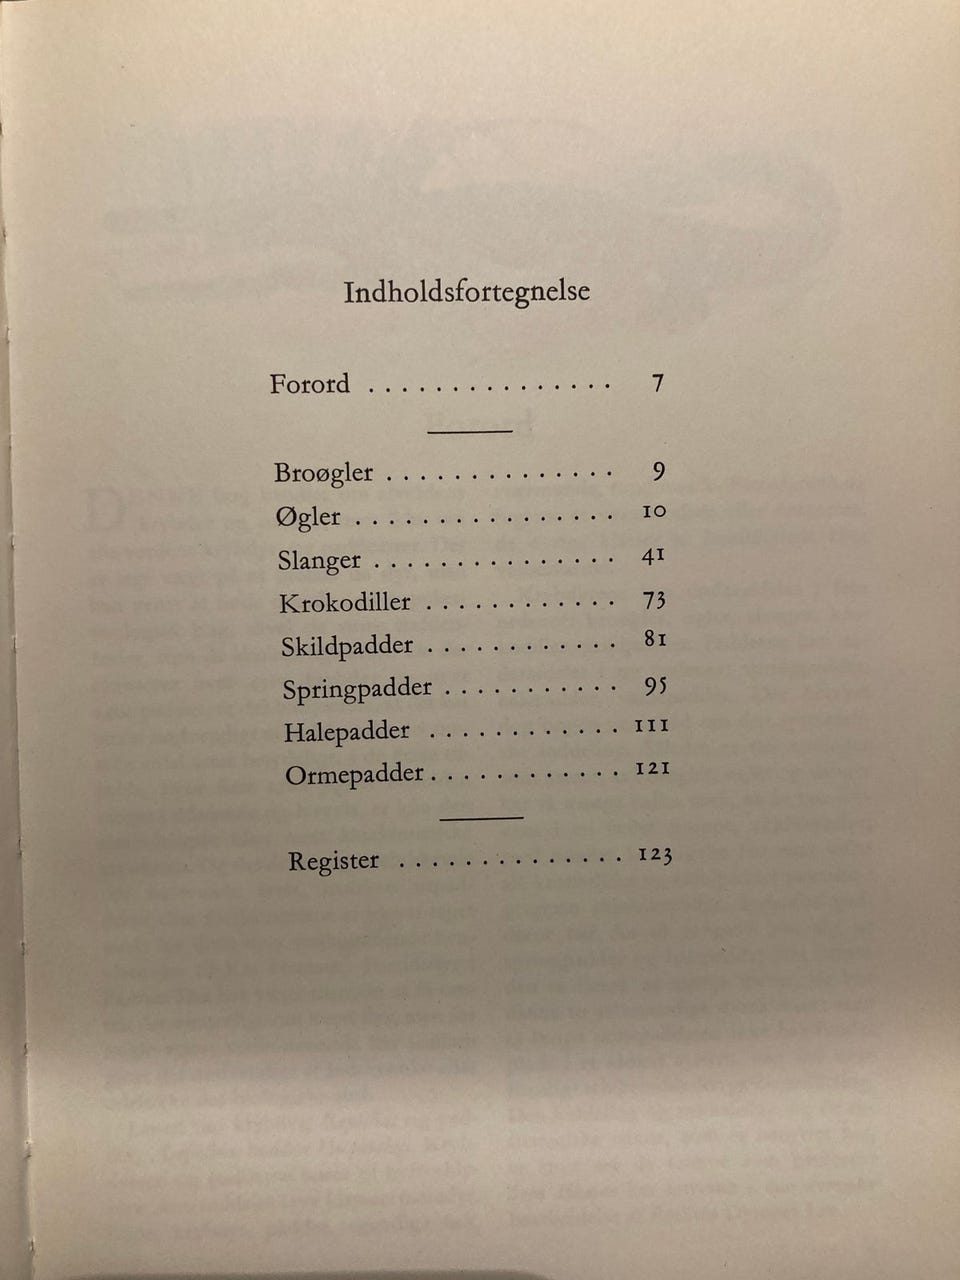 Indholdsfortegnelse
Forord . . . . . . . . . . . . . . . 7
Broøgler . . . . . . . . . . . . . . 9
Øgler . . . . . . . . . . . . . . . . 10
Slanger . . . . . . . . . . . . . . . 41
Krokodiller . . . . . . . . . . . . 73
Skildpadder . . . . . . . . . . . . 81
Springpadder . . . . . . . . . . . 95
Halepadder . . . . . . . . . . . . 111
Ormepadder . . . . . . . . . . . . 121
Register . . . . . . . . . . . . . . 123